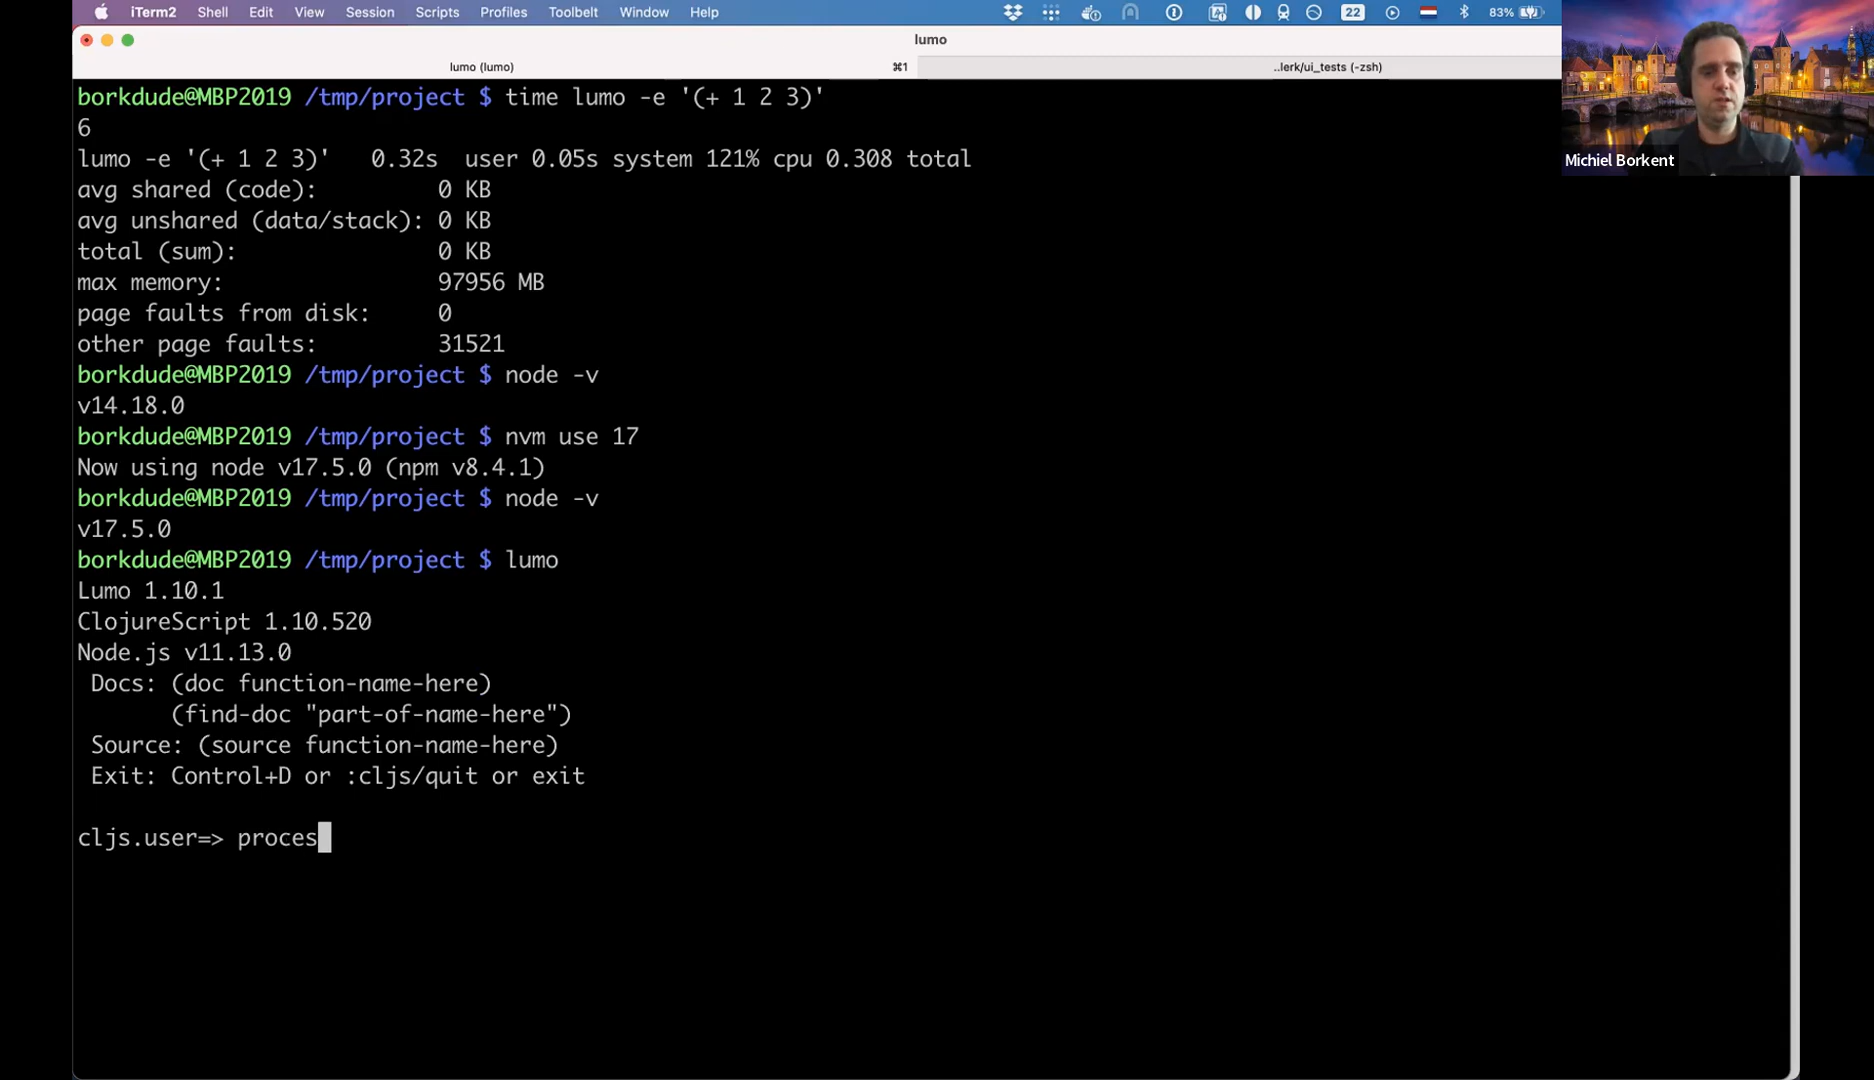 iTerm2 Shell Edit View Session Scripts Profiles Toolbelt Window Help 22 83%
lumo
lumo (lumo) ⌘1 ..lerk/ui_tests (-zsh)
borkdude@MBP2019 /tmp/project $ time lumo -e '(+ 1 2 3)'
6
lumo -e '(+ 1 2 3)' 0.32s user 0.05s system 121% cpu 0.308 total
avg shared (code): 0 KB
avg unshared (data/stack): 0 KB
total (sum): 0 KB
max memory: 97956 MB
page faults from disk: 0
other page faults: 31521
borkdude@MBP2019 /tmp/project $ node -v
v14.18.0
borkdude@MBP2019 /tmp/project $ nvm use 17
Now using node v17.5.0 (npm v8.4.1)
borkdude@MBP2019 /tmp/project $ node -v
v17.5.0
borkdude@MBP2019 /tmp/project $ lumo
Lumo 1.10.1
ClojureScript 1.10.520
Node.js v11.13.0
Docs: (doc function-name-here)
(find-doc "part-of-name-here")
Source: (source function-name-here)
Exit: Control+D or :cljs/quit or exit
cljs.user=> proces
Michiel Borkent